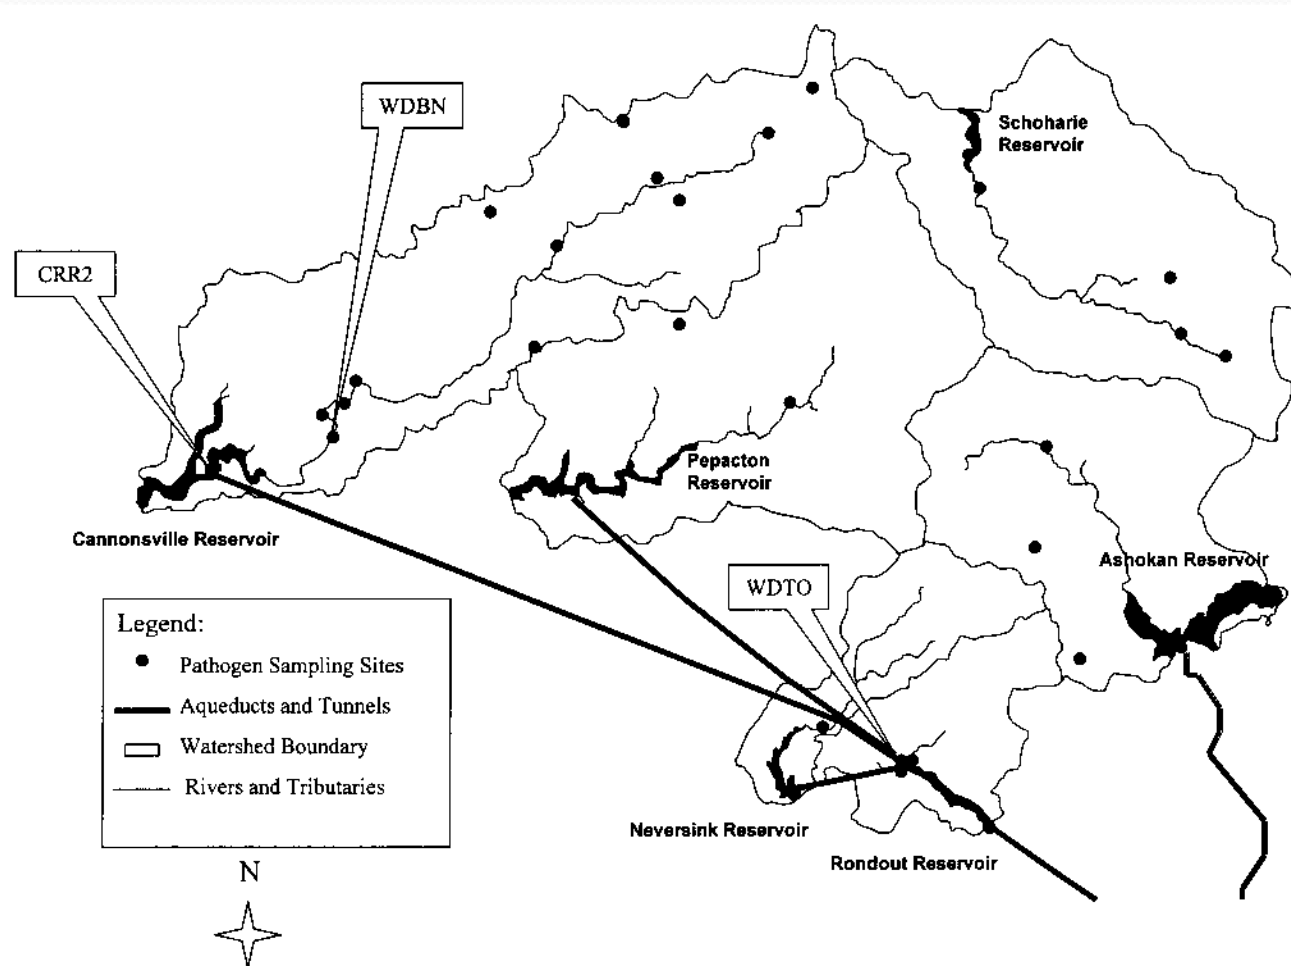 WDBN
Schoharie
Reservoir
CRR2
Pepacton
Reservoir
Cannonsville Reservoir
Ashokan Reservoir
WDTO
Legend:
Pathogen Sampling Sites
Aqueducts and Tunnels
Watershed Boundary
Rivers and Tributaries
Neversink Reservoir
Rondout Reservoir
N